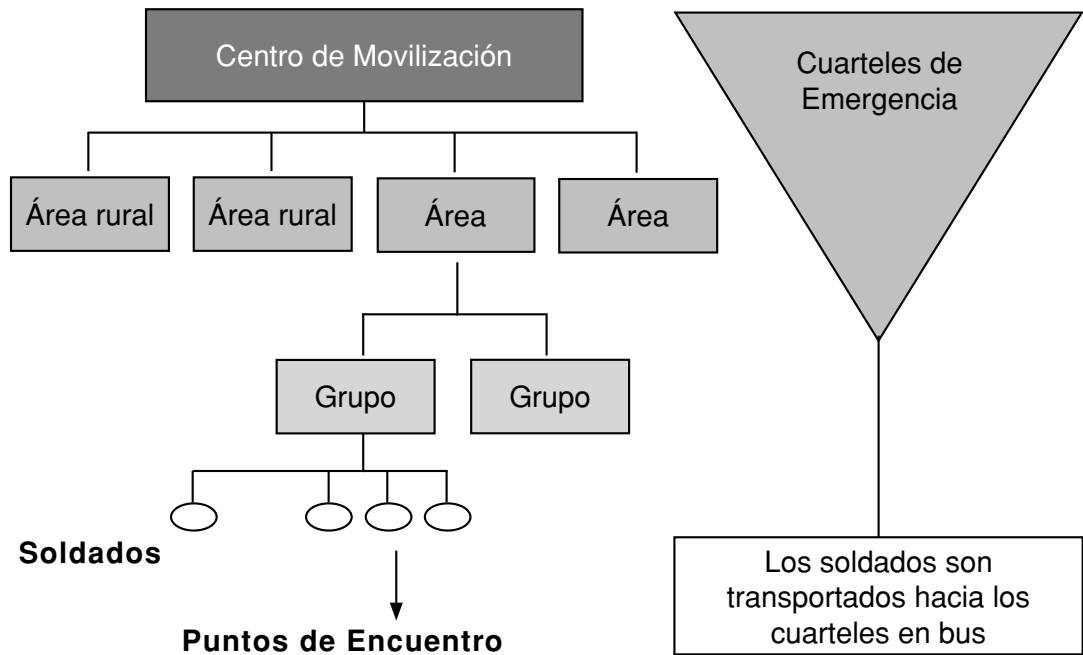 Centro de Movilización
Cuarteles de
Emergencia
Área rural
Área rural
Área
Área
Grupo
Grupo
Soldados
Puntos de Encuentro
Los soldados son
transportados hacia los
cuarteles en bus